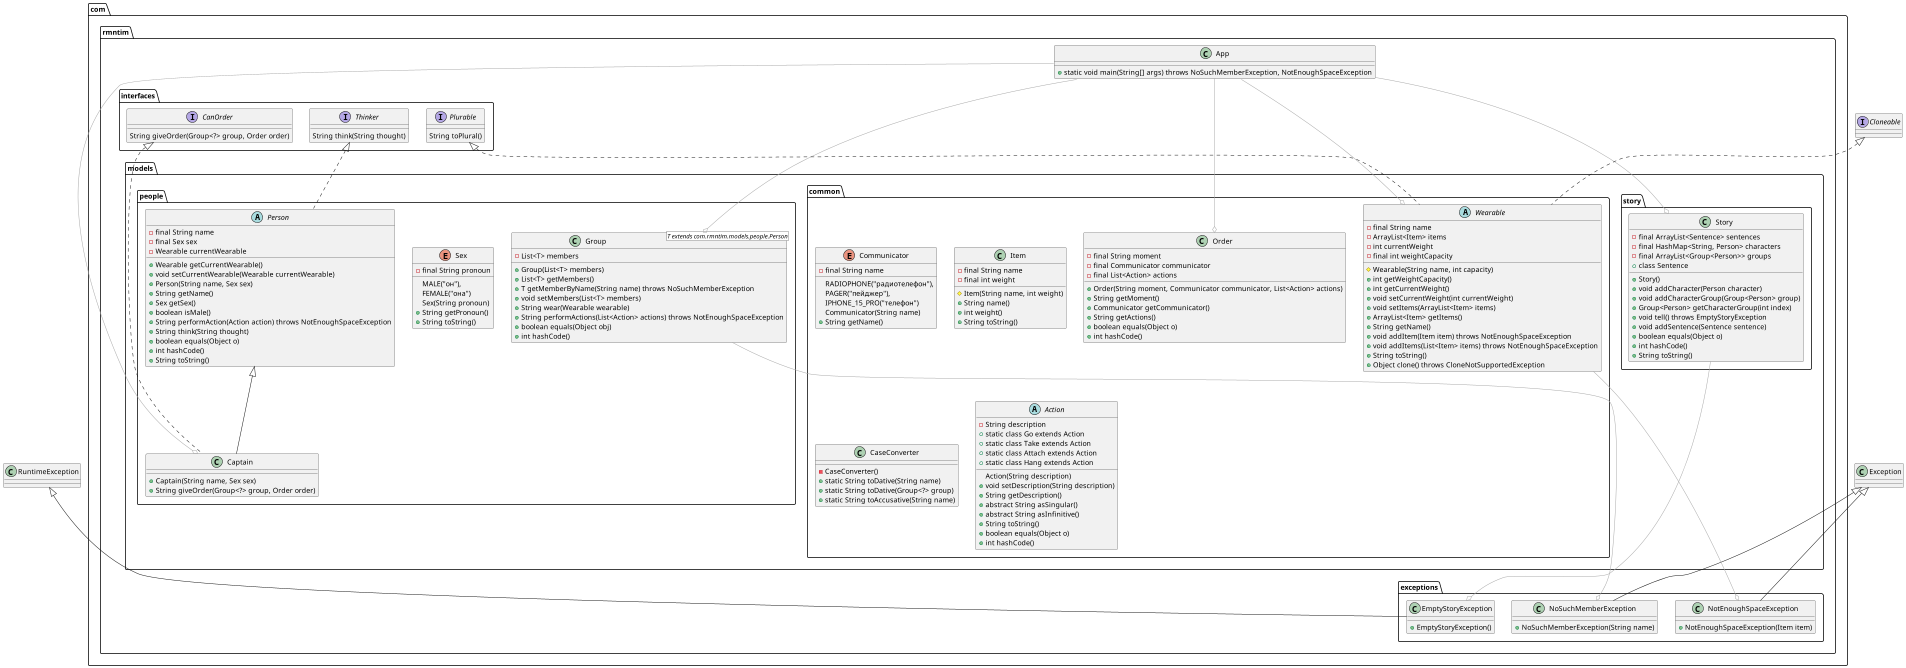 com
rmntim
C App
static void main(String[] args) throws NoSuchMemberException, NotEnoughSpaceException
interfaces
I CanOrder
String giveOrder(Group<?> group, Order order)
I Thinker
String think(String thought)
I Plurable
String toPlural()
I Cloneable
models
people
A Person
final String name
final Sex sex
Wearable currentWearable
Wearable getCurrentWearable()
void setCurrentWearable(Wearable currentWearable)
Person(String name, Sex sex)
String getName()
Sex getSex()
boolean isMale()
String performAction(Action action) throws NotEnoughSpaceException
String think(String thought)
boolean equals(Object o)
int hashCode()
String toString()
E Sex
final String pronoun
MALE("он"),
FEMALE("она")
Sex(String pronoun)
String getPronoun()
String toString()
C Group
T extends com.rmntim.models.people.Person
List<T> members
Group(List<T> members)
List<T> getMembers()
T getMemberByName(String name) throws NoSuchMemberException
void setMembers(List<T> members)
String wear(Wearable wearable)
String performActions(List<Action> actions) throws NotEnoughSpaceException
boolean equals(Object obj)
int hashCode()
C Captain
Captain(String name, Sex sex)
String giveOrder(Group<?> group, Order order)
common
E Communicator
final String name
RADIOPHONE("радиотелефон"),
PAGER("пейджер"),
IPHONE_15_PRO("телефон")
Communicator(String name)
String getName()
C Item
final String name
final int weight
Item(String name, int weight)
String name()
int weight()
String toString()
C Order
final String moment
final Communicator communicator
final List<Action> actions
Order(String moment, Communicator communicator, List<Action> actions)
String getMoment()
Communicator getCommunicator()
String getActions()
boolean equals(Object o)
int hashCode()
A Wearable
final String name
ArrayList<Item> items
int currentWeight
final int weightCapacity
Wearable(String name, int capacity)
int getWeightCapacity()
int getCurrentWeight()
void setCurrentWeight(int currentWeight)
void setItems(ArrayList<Item> items)
ArrayList<Item> getItems()
String getName()
void addItem(Item item) throws NotEnoughSpaceException
void addItems(List<Item> items) throws NotEnoughSpaceException
String toString()
Object clone() throws CloneNotSupportedException
C CaseConverter
CaseConverter()
static String toDative(String name)
static String toDative(Group<?> group)
static String toAccusative(String name)
A Action
String description
static class Go extends Action
static class Take extends Action
static class Attach extends Action
static class Hang extends Action
Action(String description)
void setDescription(String description)
String getDescription()
abstract String asSingular()
abstract String asInfinitive()
String toString()
boolean equals(Object o)
int hashCode()
story
C Story
final ArrayList<Sentence> sentences
final HashMap<String, Person> characters
final ArrayList<Group<Person>> groups
class Sentence
Story()
void addCharacter(Person character)
void addCharacterGroup(Group<Person> group)
Group<Person> getCharacterGroup(int index)
void tell() throws EmptyStoryException
void addSentence(Sentence sentence)
boolean equals(Object o)
int hashCode()
String toString()
C RuntimeException
C Exception
exceptions
C EmptyStoryException
EmptyStoryException()
C NoSuchMemberException
NoSuchMemberException(String name)
C NotEnoughSpaceException
NotEnoughSpaceException(Item item)